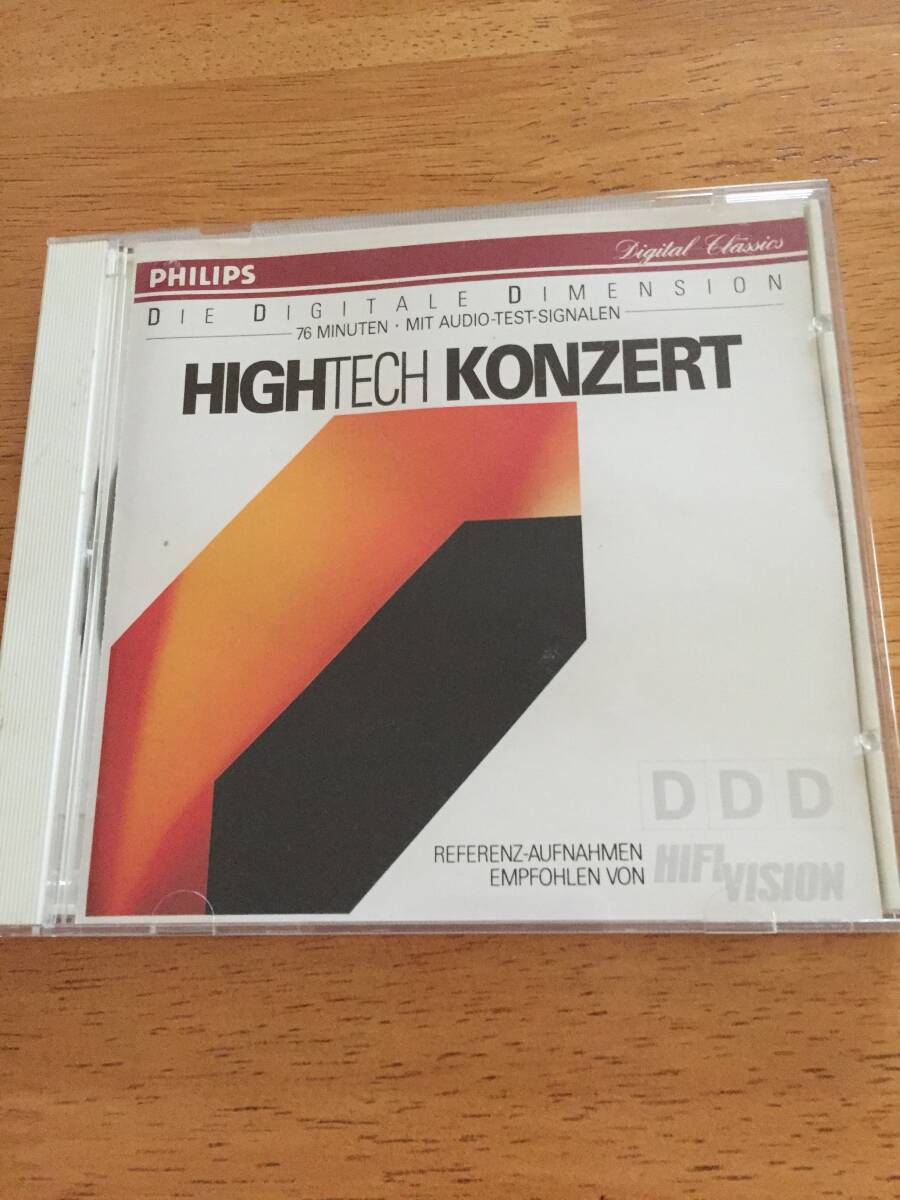 PHILIPS
Digital Classics
DIE DIGITALE DIMENSION
76 MINUTEN · MIT AUDIO-TEST-SIGNALEN
HIGHTECH KONZERT
DDD
REFERENZ-AUFNAHMEN
EMPFOHLEN VON
HIFI VISION